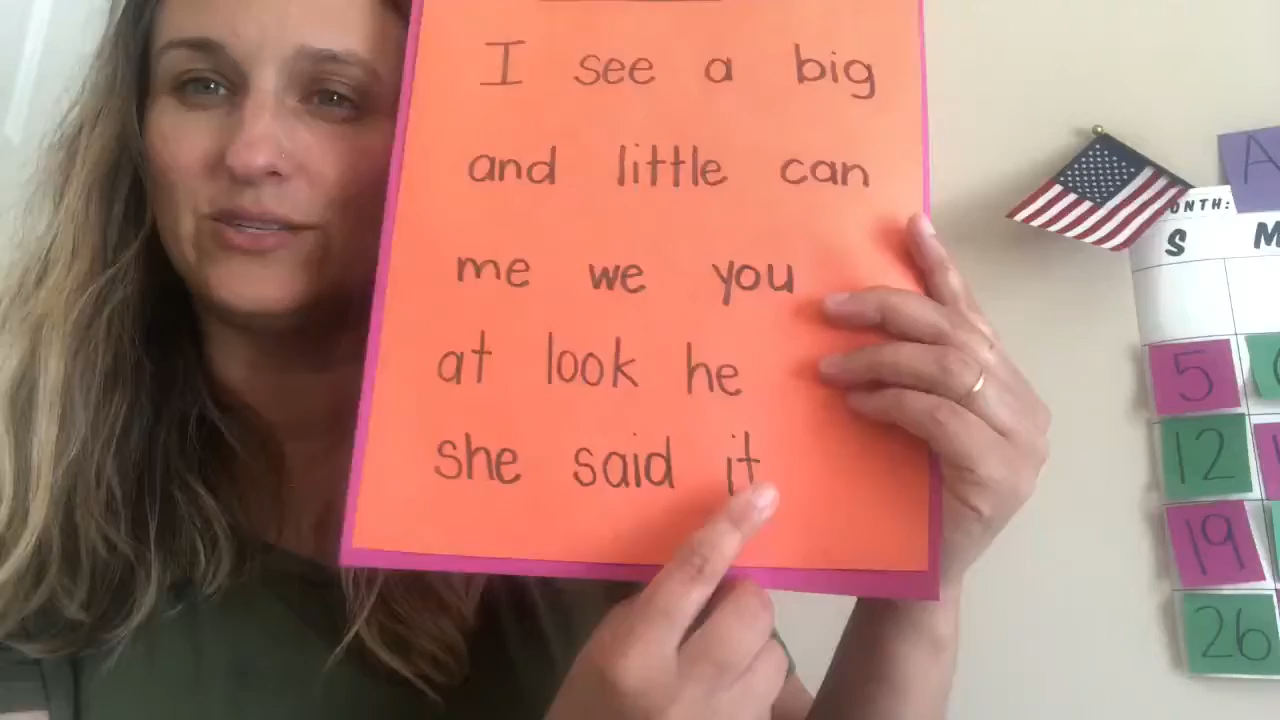 I see a big
and little can
me we you
at look he
she said it
A
ONTH:
S M
5
12
19
26